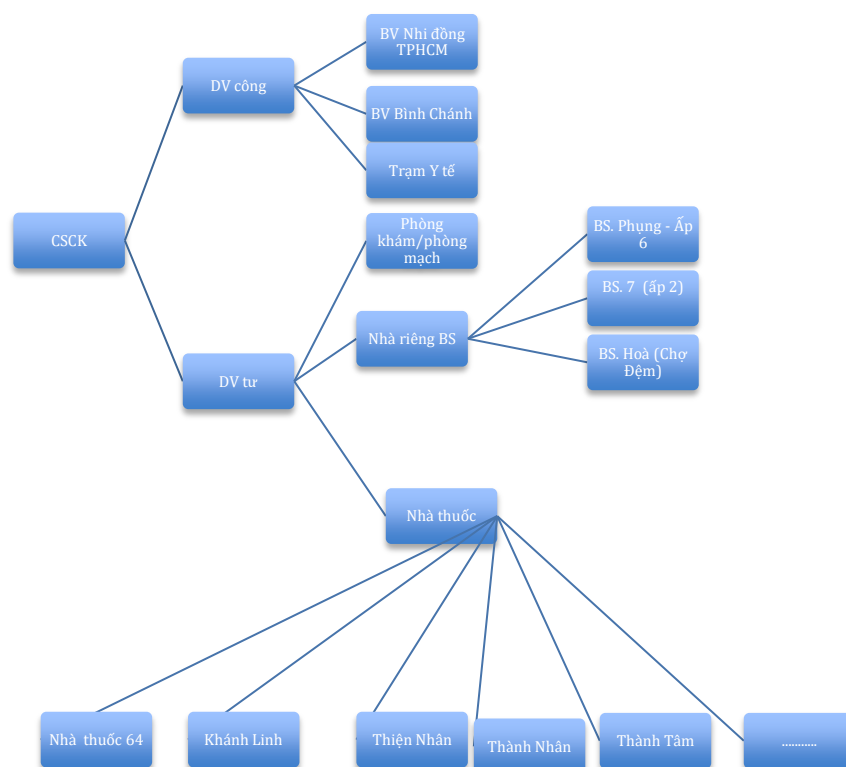 BV Nhi đồng
TPHCM
DV công
BV Bình Chánh
Trạm Y tế
CSCK
Phòng
khám/phòng
mạch
BS. Phụng - Ấp
6
BS. 7 (ấp 2)
Nhà riêng BS
BS. Hoà (Chợ
Đệm)
DV tư
Nhà thuốc
Nhà thuốc 64
Khánh Linh
Thiện Nhân
Thành Nhân
Thành Tâm
...........